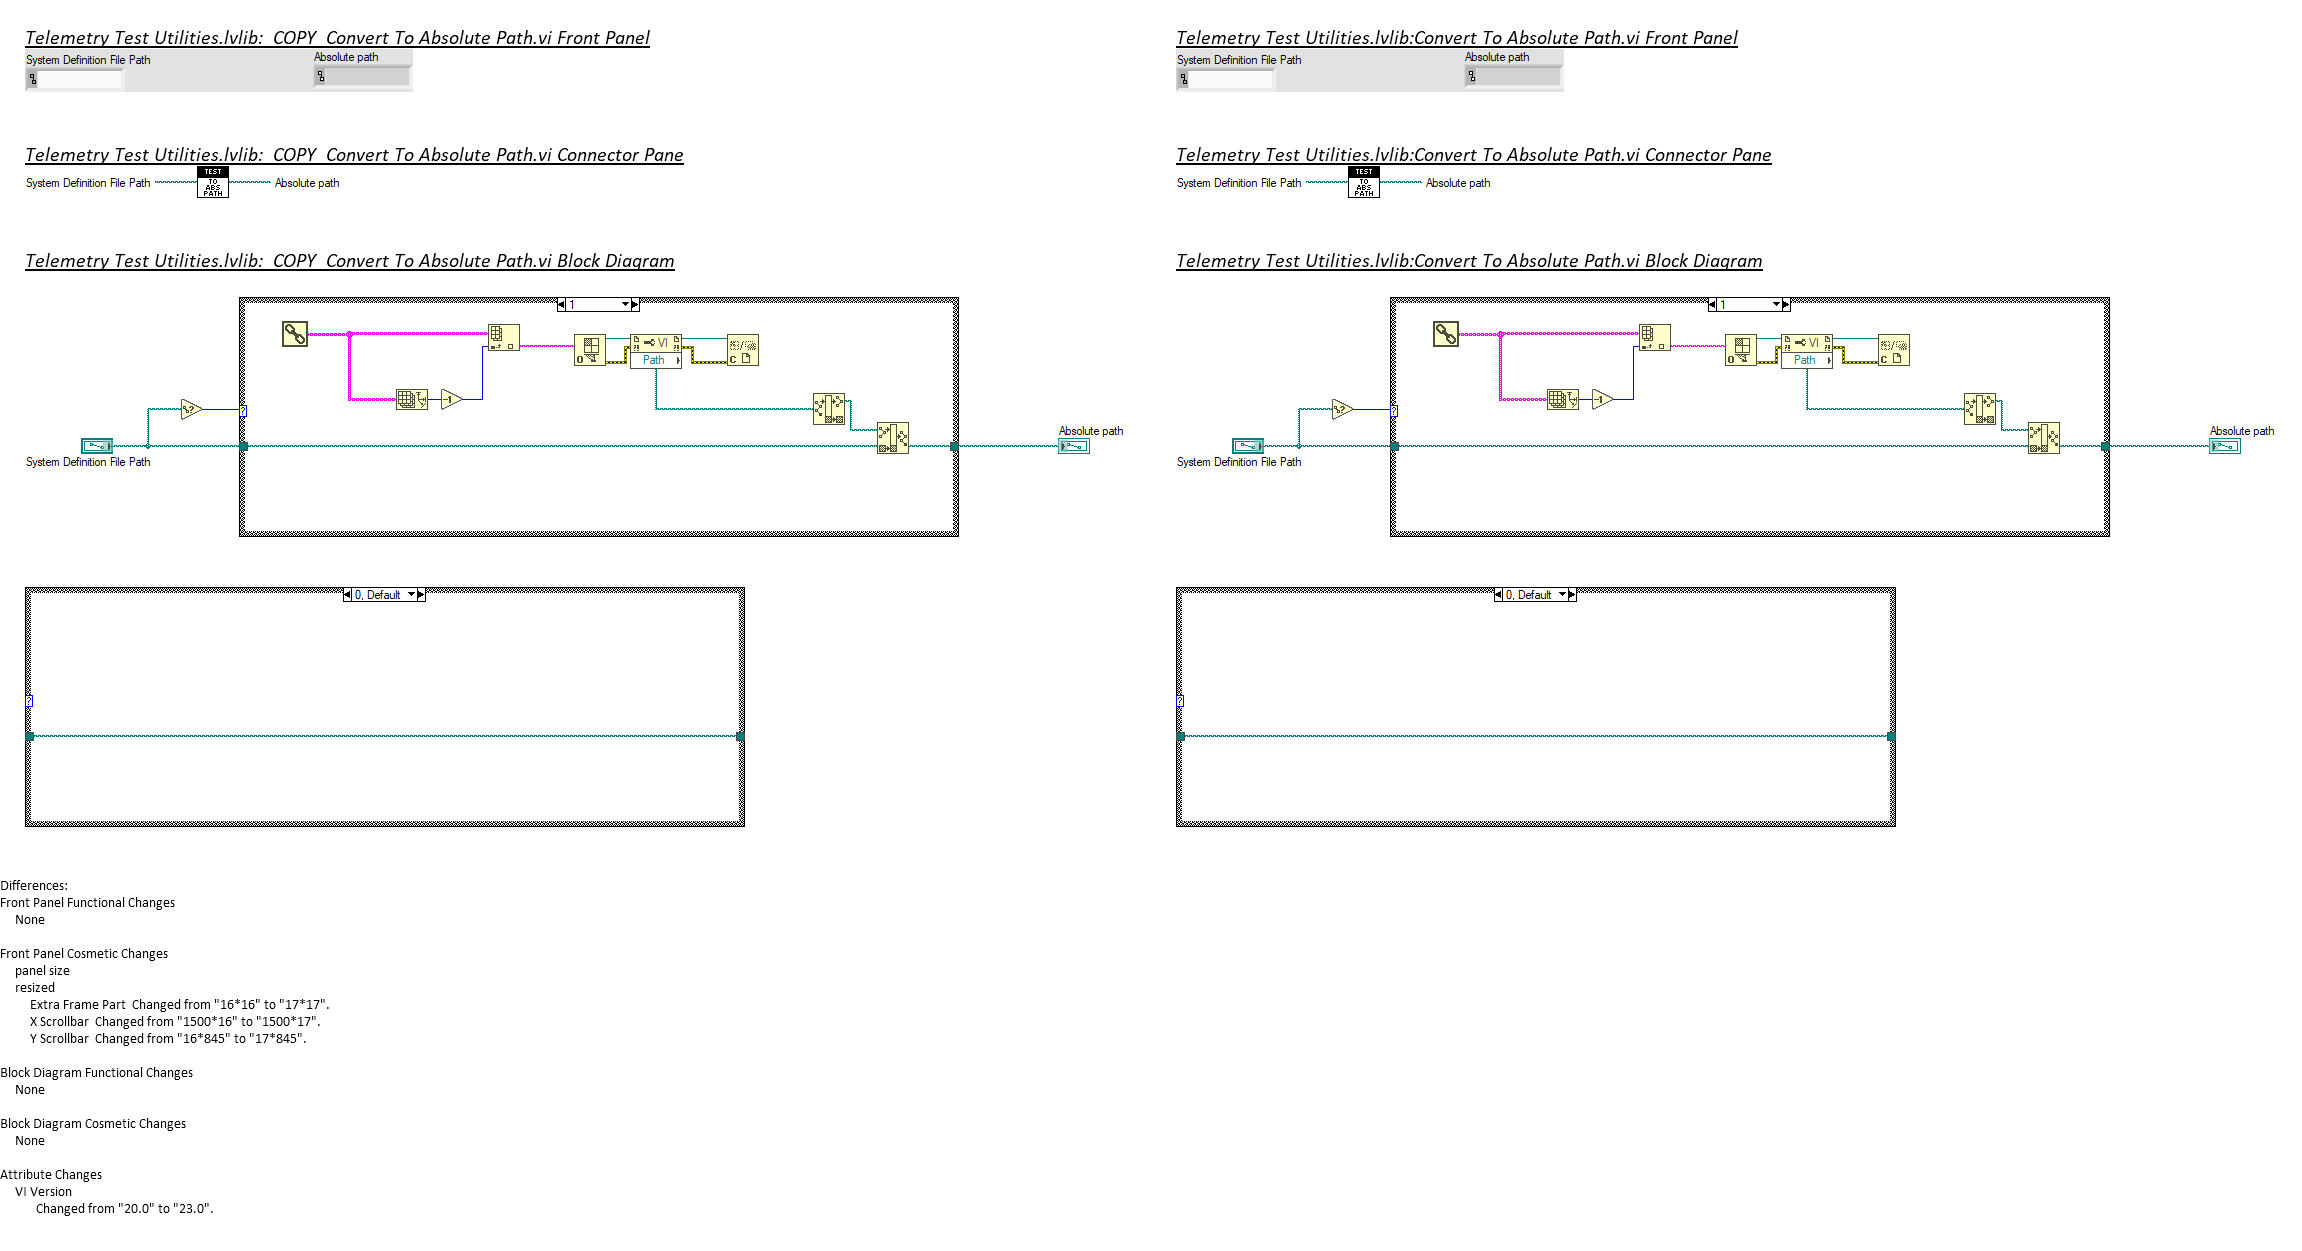 Telemetry Test Utilities.lvlib:  COPY  Convert To Absolute Path.vi Front Panel
System Definition File Path
Absolute path
Telemetry Test Utilities.lvlib:  COPY  Convert To Absolute Path.vi Connector Pane
System Definition File Path
TEST
TO
ABS
PATH
Absolute path
Telemetry Test Utilities.lvlib:  COPY  Convert To Absolute Path.vi Block Diagram
1
VI
Path
-1
?
?
C
Absolute path
System Definition File Path
0, Default
?
Telemetry Test Utilities.lvlib:Convert To Absolute Path.vi Front Panel
System Definition File Path
Absolute path
Telemetry Test Utilities.lvlib:Convert To Absolute Path.vi Connector Pane
System Definition File Path
TEST
TO
ABS
PATH
Absolute path
Telemetry Test Utilities.lvlib:Convert To Absolute Path.vi Block Diagram
1
VI
Path
-1
?
?
C
Absolute path
System Definition File Path
0, Default
?
Differences:
Front Panel Functional Changes
None
Front Panel Cosmetic Changes
panel size
resized
Extra Frame Part  Changed from "16*16" to "17*17".
X Scrollbar  Changed from "1500*16" to "1500*17".
Y Scrollbar  Changed from "16*845" to "17*845".
Block Diagram Functional Changes
None
Block Diagram Cosmetic Changes
None
Attribute Changes
VI Version
Changed from "20.0" to "23.0".